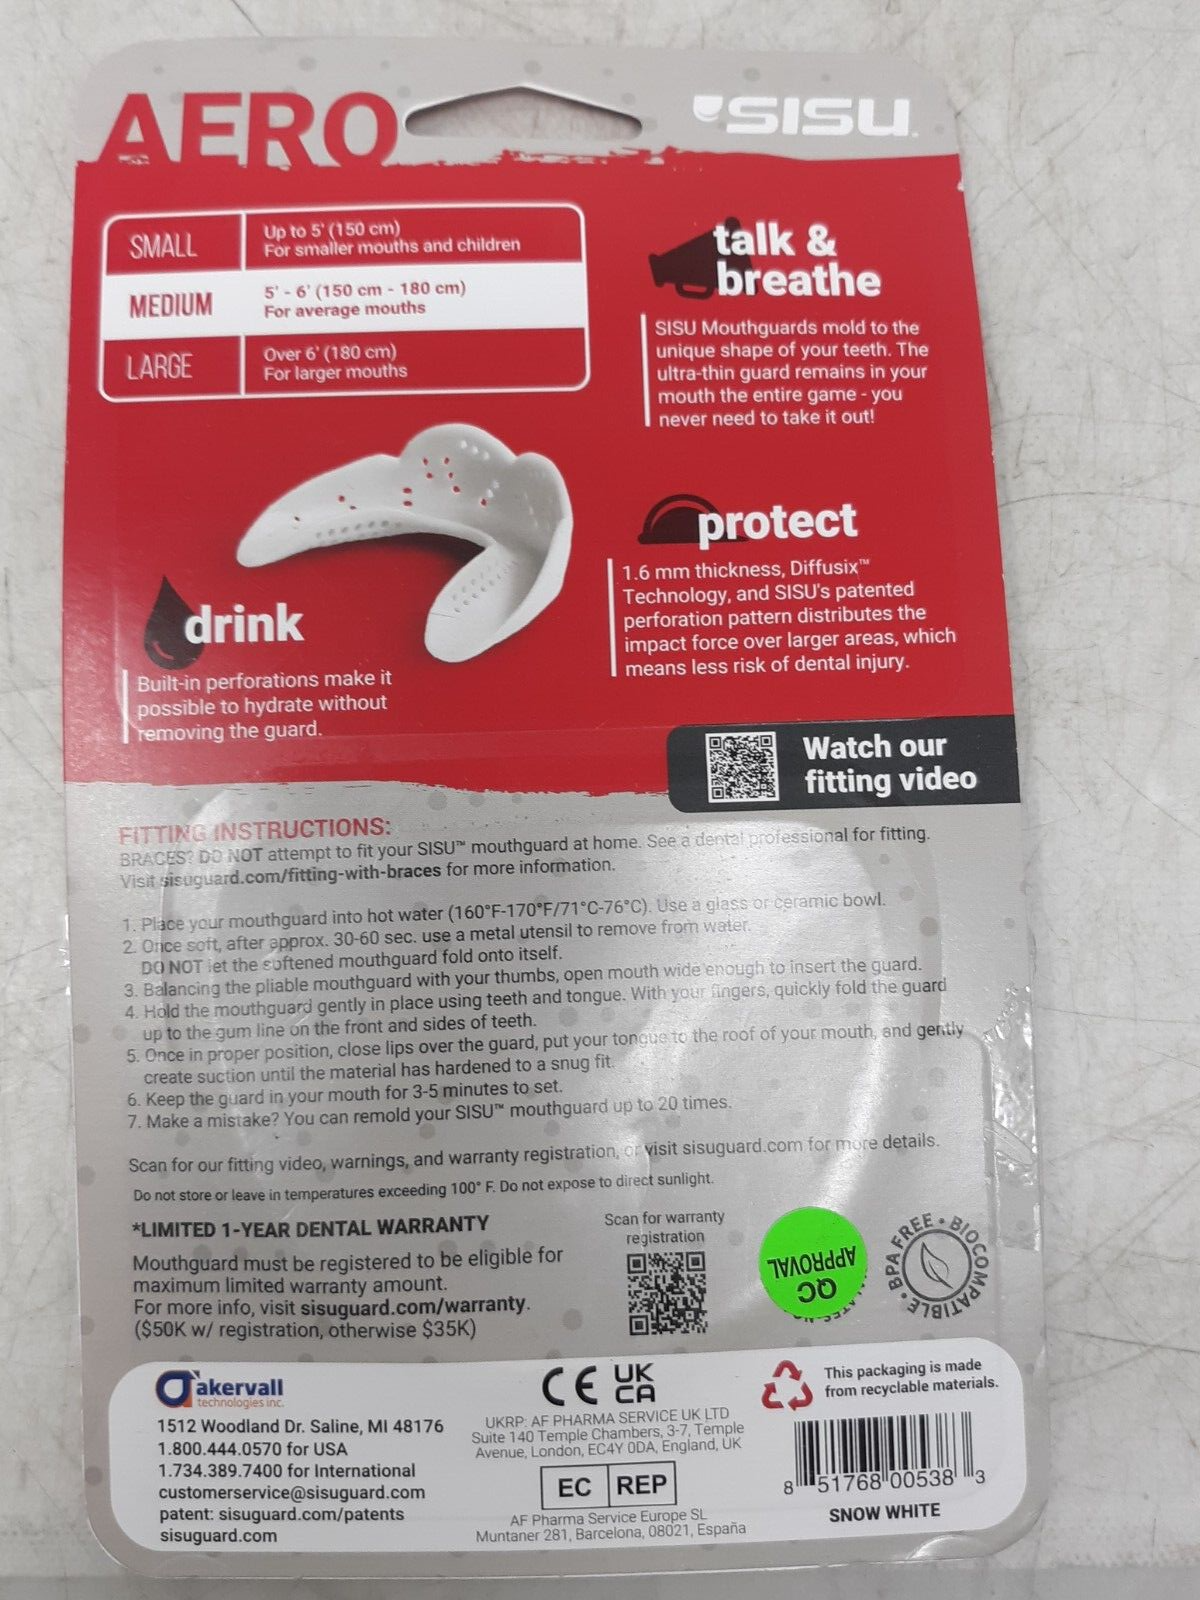 AERO
SISU
SMALL
Up to 5' (150 cm)
For smaller mouths and children
MEDIUM
5' - 6' (150 cm - 180 cm)
For average mouths
LARGE
Over 6' (180 cm)
For larger mouths
talk &
breathe
SISU Mouthguards mold to the
unique shape of your teeth. The
ultra-thin guard remains in your
mouth the entire game - you
never need to take it out!
protect
1.6 mm thickness, Diffusix™
Technology, and SISU's patented
perforation pattern distributes the
impact force over larger areas, which
means less risk of dental injury.
drink
Built-in perforations make it
possible to hydrate without
removing the guard.
Watch our
fitting video
FITTING INSTRUCTIONS:
BRACES? DO NOT attempt to fit your SISU™ mouthguard at home. See a dental professional for fitting.
Visit sisuguard.com/fitting-with-braces for more information.
1. Place your mouthguard into hot water (160°F-170°F/71°C-76°C). Use a glass or ceramic bowl.
2. Once soft, after approx. 30-60 sec. use a metal utensil to remove from water.
DO NOT let the softened mouthguard fold onto itself.
3. Balancing the pliable mouthguard with your thumbs, open mouth wide enough to insert the guard.
4. Hold the mouthguard gently in place using teeth and tongue. With your fingers, quickly fold the guard
up to the gum line on the front and sides of teeth.
5. Once in proper position, close lips over the guard, put your tongue to the roof of your mouth, and gently
create suction until the material has hardened to a snug fit.
6. Keep the guard in your mouth for 3-5 minutes to set.
7. Make a mistake? You can remold your SISU™ mouthguard up to 20 times.
Scan for our fitting video, warnings, and warranty registration, or visit sisuguard.com for more details.
Do not store or leave in temperatures exceeding 100° F. Do not expose to direct sunlight.
*LIMITED 1-YEAR DENTAL WARRANTY
Mouthguard must be registered to be eligible for
maximum limited warranty amount.
For more info, visit sisuguard.com/warranty.
($50K w/ registration, otherwise $35K)
Scan for warranty
registration
QC
APPROVAL
BPA FREE • BIOCOMPATIBLE •
akervall
technologies inc.
1512 Woodland Dr. Saline, MI 48176
1.800.444.0570 for USA
1.734.389.7400 for International
customerservice@sisuguard.com
patent: sisuguard.com/patents
sisuguard.com
CE
UK
CA
UKRP: AF PHARMA SERVICE UK LTD
Suite 140 Temple Chambers, 3-7, Temple
Avenue, London, EC4Y 0DA, England, UK
EC REP
AF Pharma Service Europe SL
Muntaner 281, Barcelona, 08021, España
This packaging is made
from recyclable materials.
8 51768 00538 3
SNOW WHITE